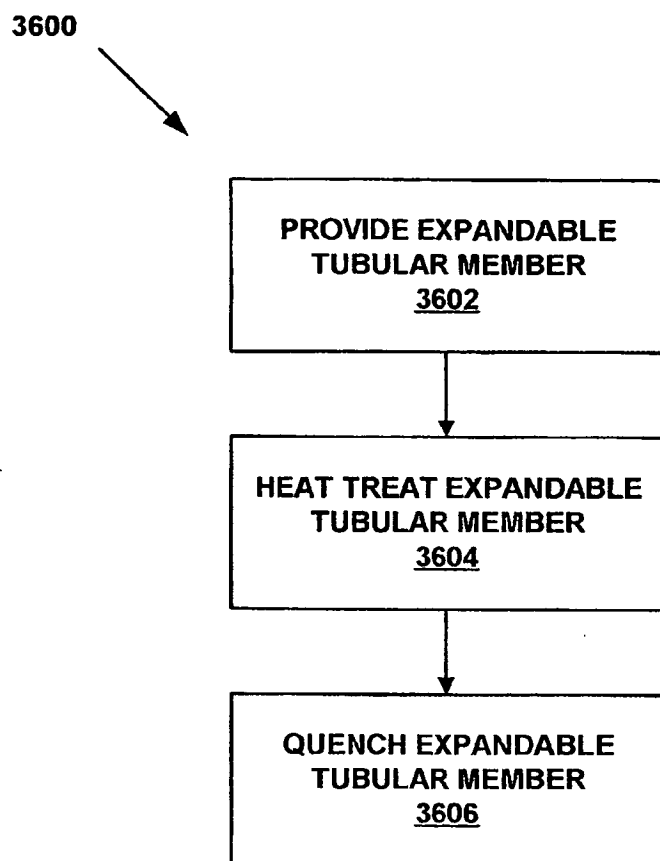 3600
PROVIDE EXPANDABLE
TUBULAR MEMBER
3602
HEAT TREAT EXPANDABLE
TUBULAR MEMBER
3604
QUENCH EXPANDABLE
TUBULAR MEMBER
3606